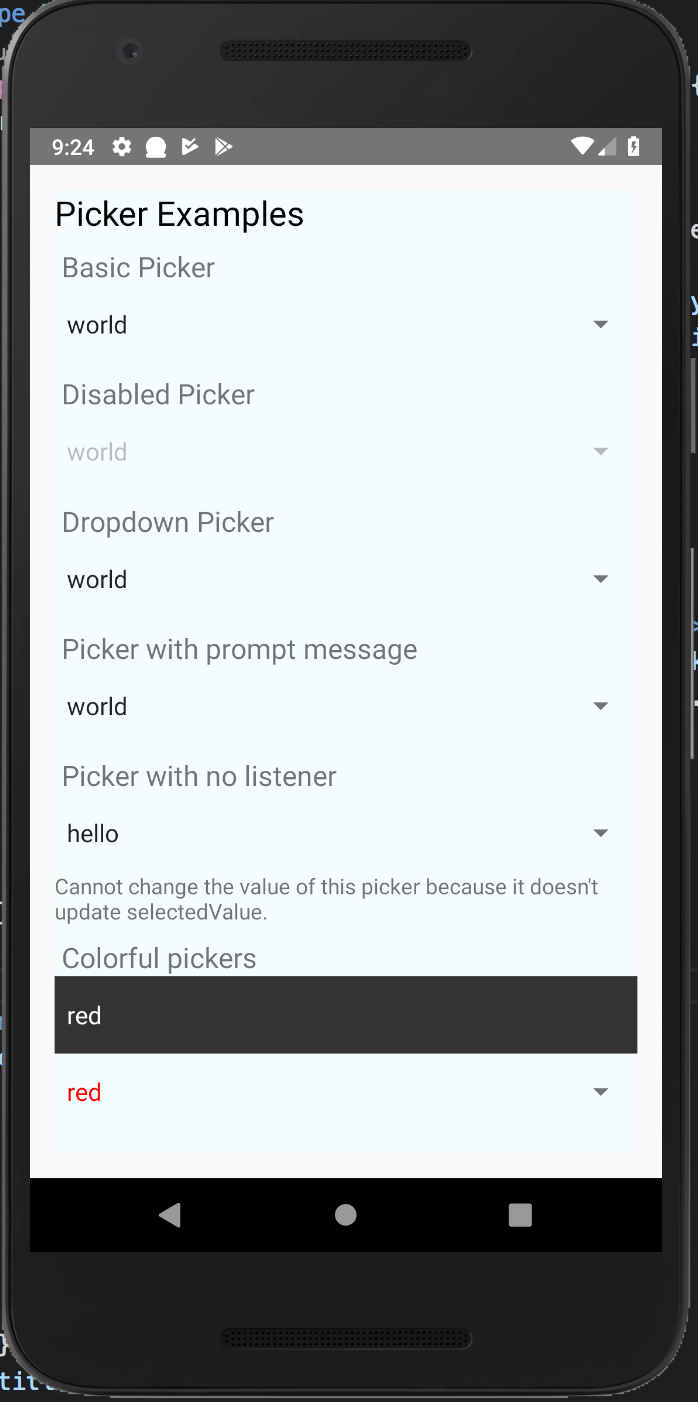 9:24
Picker Examples
Basic Picker
world
Disabled Picker
world
Dropdown Picker
world
Picker with prompt message
world
Picker with no listener
hello
Cannot change the value of this picker because it doesn't
update selectedValue.
Colorful pickers
red
red